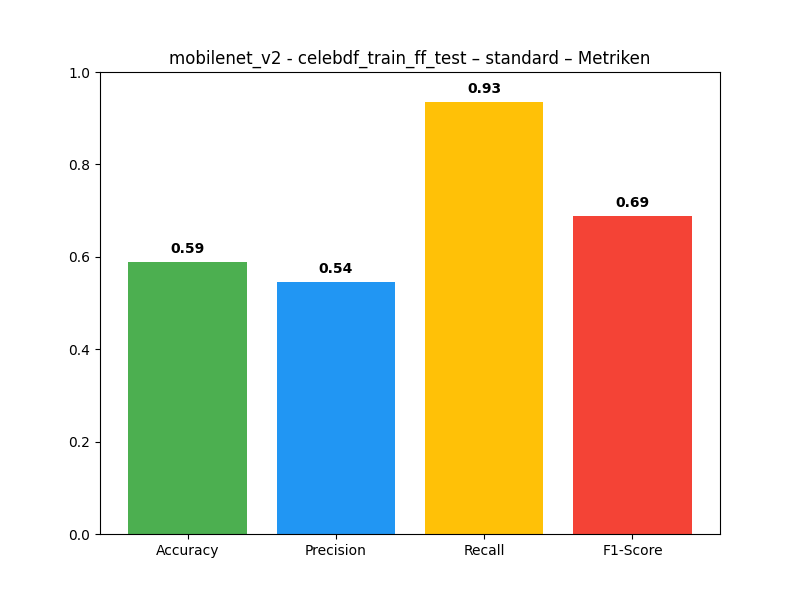 mobilenet_v2 - celebdf_train_ff_test – standard – Metriken
1.0
0.8
0.6
0.4
0.2
0.0
0.59
0.54
0.93
0.69
Accuracy
Precision
Recall
F1-Score